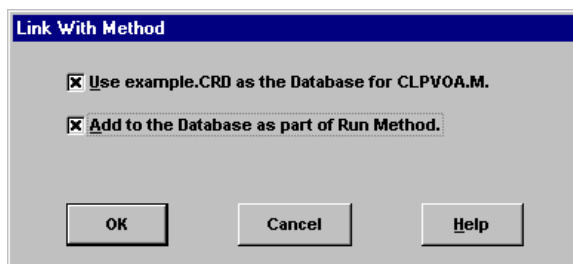 Link With Method
Use example.CRD as the Database for CLPVOA.M.
Add to the Database as part of Run Method.
OK
Cancel
Help